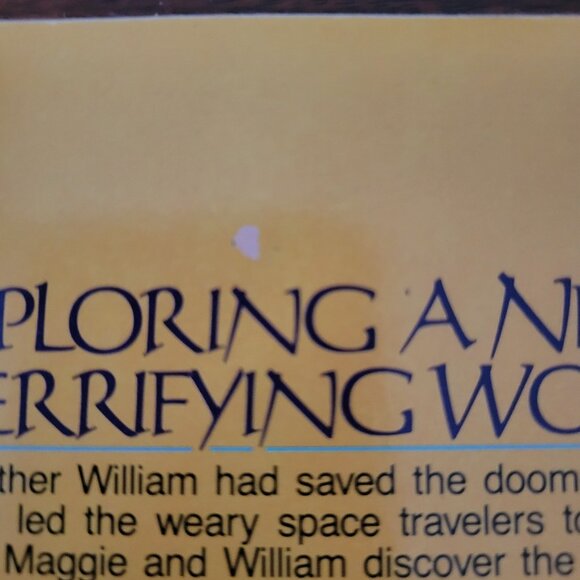 PLORING A N
ERRIFYING WO
ther William had saved the doom
led the weary space travelers to
Maggie and William discover the